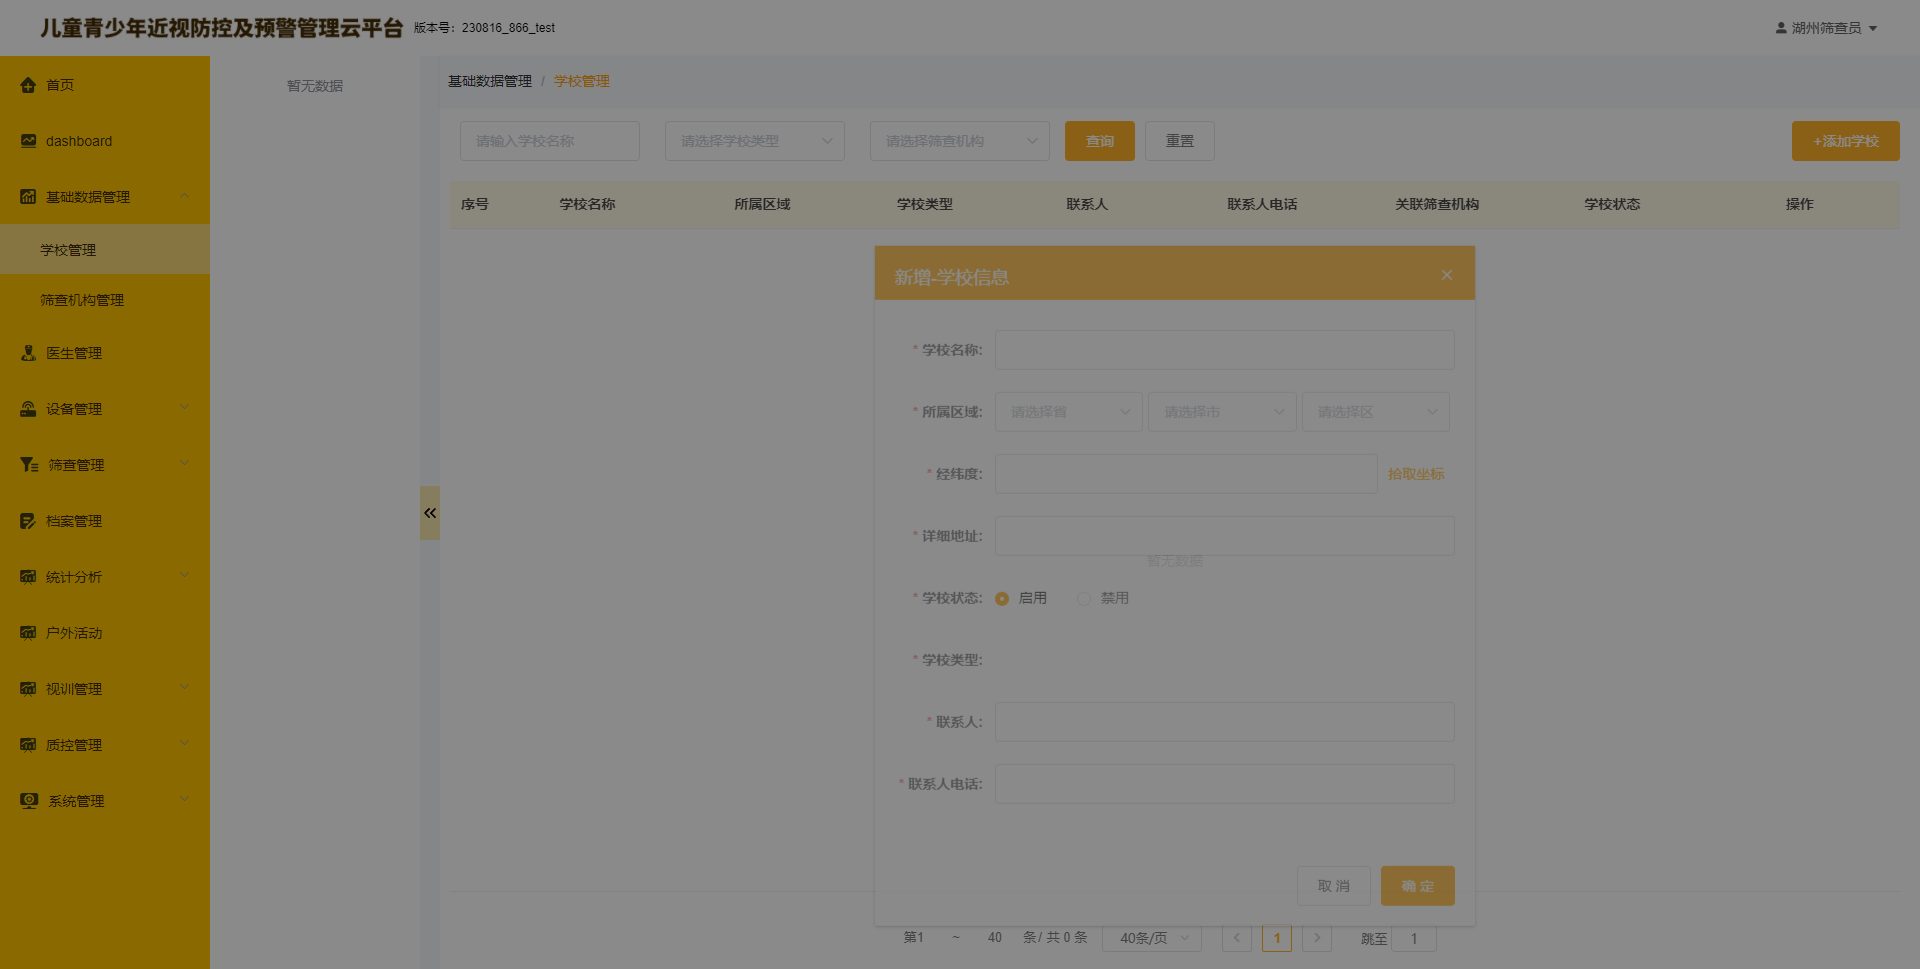 儿童青少年近视防控及预警管理云平台 版本号：230816_866_test
湖州筛查员
首页
dashboard
基础数据管理
学校管理
筛查机构管理
医生管理
设备管理
筛查管理
档案管理
统计分析
户外活动
视训管理
质控管理
系统管理
暂无数据
基础数据管理 / 学校管理
请输入学校名称 请选择学校类型 请选择筛查机构 查询 重置 +添加学校
序号 学校名称 所属区域 学校类型 联系人 联系人电话 关联筛查机构 学校状态 操作
新增-学校信息
* 学校名称:
* 所属区域: 请选择省 请选择市 请选择区
* 经纬度: 拾取坐标
* 详细地址:
暂无数据
* 学校状态: 启用 禁用
* 学校类型:
* 联系人:
* 联系人电话:
取 消 确 定
第1 ~ 40 条/ 共 0 条 40条/页 1 跳至 1